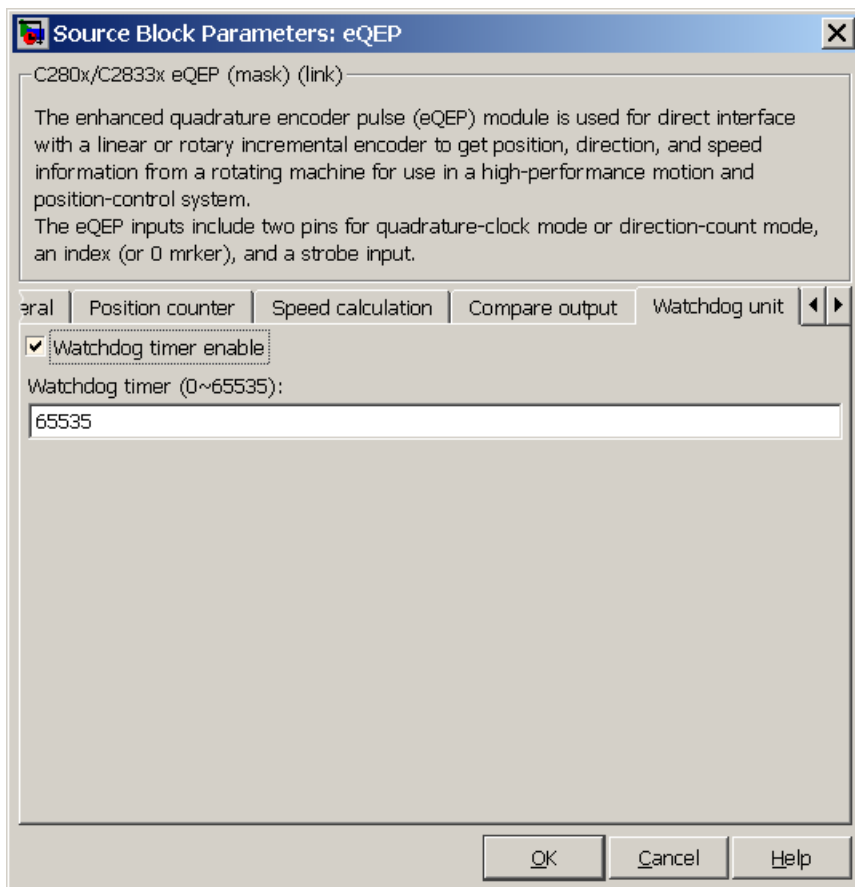 Source Block Parameters: eQEP
C280x/C2833x eQEP (mask) (link)
The enhanced quadrature encoder pulse (eQEP) module is used for direct interface
with a linear or rotary incremental encoder to get position, direction, and speed
information from a rotating machine for use in a high-performance motion and
position-control system.
The eQEP inputs include two pins for quadrature-clock mode or direction-count mode,
an index (or 0 mrker), and a strobe input.
eral Position counter Speed calculation Compare output Watchdog unit
Watchdog timer enable
Watchdog timer (0~65535):
65535
OK Cancel Help